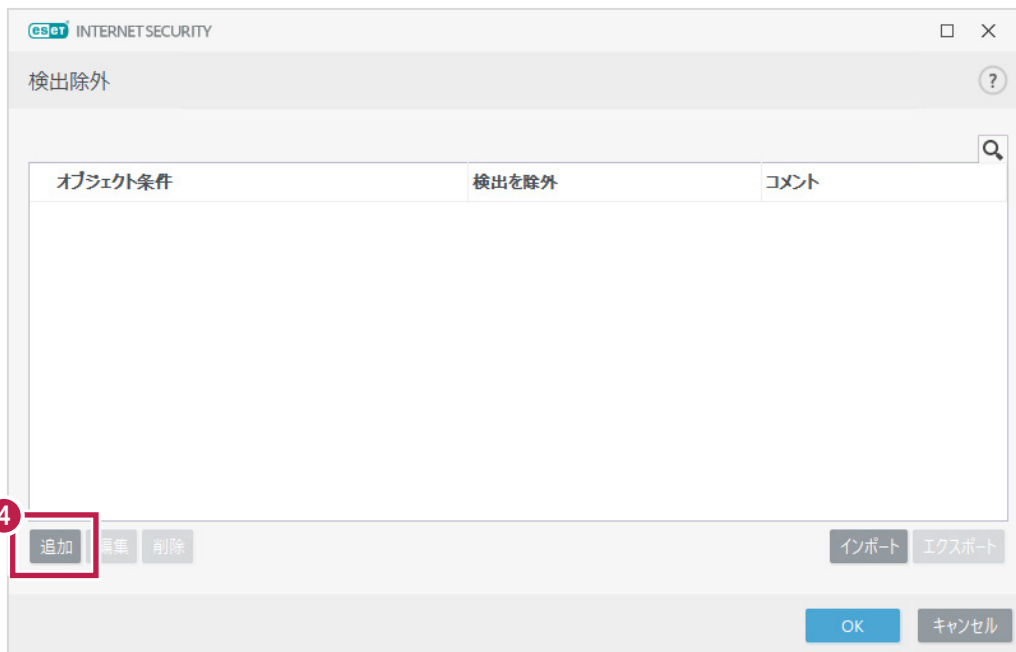 eset INTERNET SECURITY
検出除外
?
オブジェクト条件 検出を除外 コメント
4
追加 編集 削除 インポート エクスポート
OK キャンセル